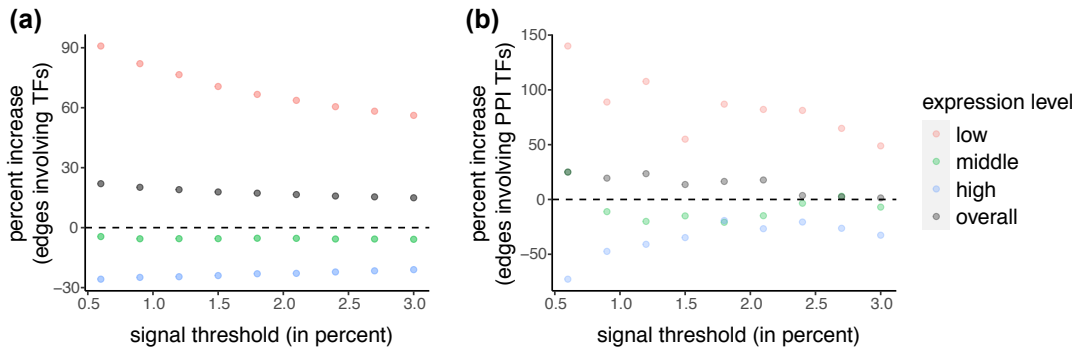 (a)
percent increase
(edges involving TFs)
90
60
30
0
−30
0.5 1.0 1.5 2.0 2.5 3.0
signal threshold (in percent)
(b)
percent increase
(edges involving PPI TFs)
150
100
50
0
−50
0.5 1.0 1.5 2.0 2.5 3.0
signal threshold (in percent)
expression level
low
middle
high
overall